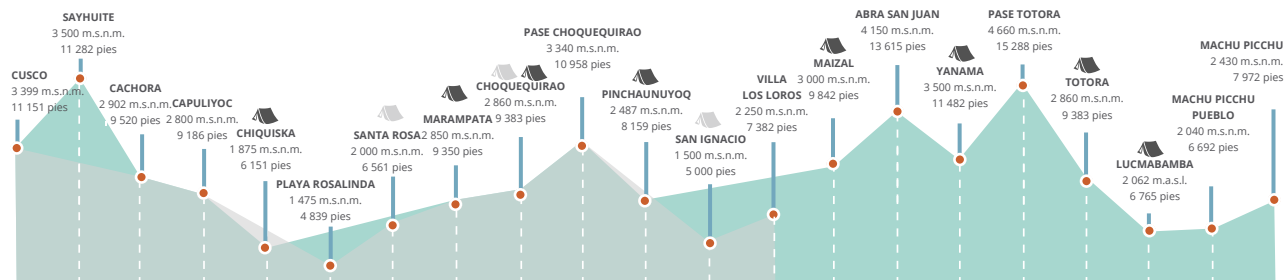 SAYHUITE
3 500 m.s.n.m.
11 282 pies
CUSCO
3 399 m.s.n.m.
11 151 pies
CACHORA
2 902 m.s.n.m.
9 520 pies
CAPULIYOC
2 800 m.s.n.m.
9 186 pies
CHIQUISKA
1 875 m.s.n.m.
6 151 pies
PLAYA ROSALINDA
1 475 m.s.n.m.
4 839 pies
SANTA ROSA
2 000 m.s.n.m.
6 561 pies
MARAMPATA
2 850 m.s.n.m.
9 350 pies
CHOQUEQUIRAO
2 860 m.s.n.m.
9 383 pies
PASE CHOQUEQUIRAO
3 340 m.s.n.m.
10 958 pies
PINCHAUNUYOQ
2 487 m.s.n.m.
8 159 pies
SAN IGNACIO
1 500 m.s.n.m.
5 000 pies
VILLA
LOS LOROS
2 250 m.s.n.m.
7 382 pies
MAIZAL
3 000 m.s.n.m.
9 842 pies
ABRA SAN JUAN
4 150 m.s.n.m.
13 615 pies
YANAMA
3 500 m.s.n.m.
11 482 pies
PASE TOTORA
4 660 m.s.n.m.
15 288 pies
TOTORA
2 860 m.s.n.m.
9 383 pies
LUCMABAMBA
2 062 m.a.s.l.
6 765 pies
MACHU PICCHU
PUEBLO
2 040 m.s.n.m.
6 692 pies
MACHU PICCHU
2 430 m.s.n.m.
7 972 pies